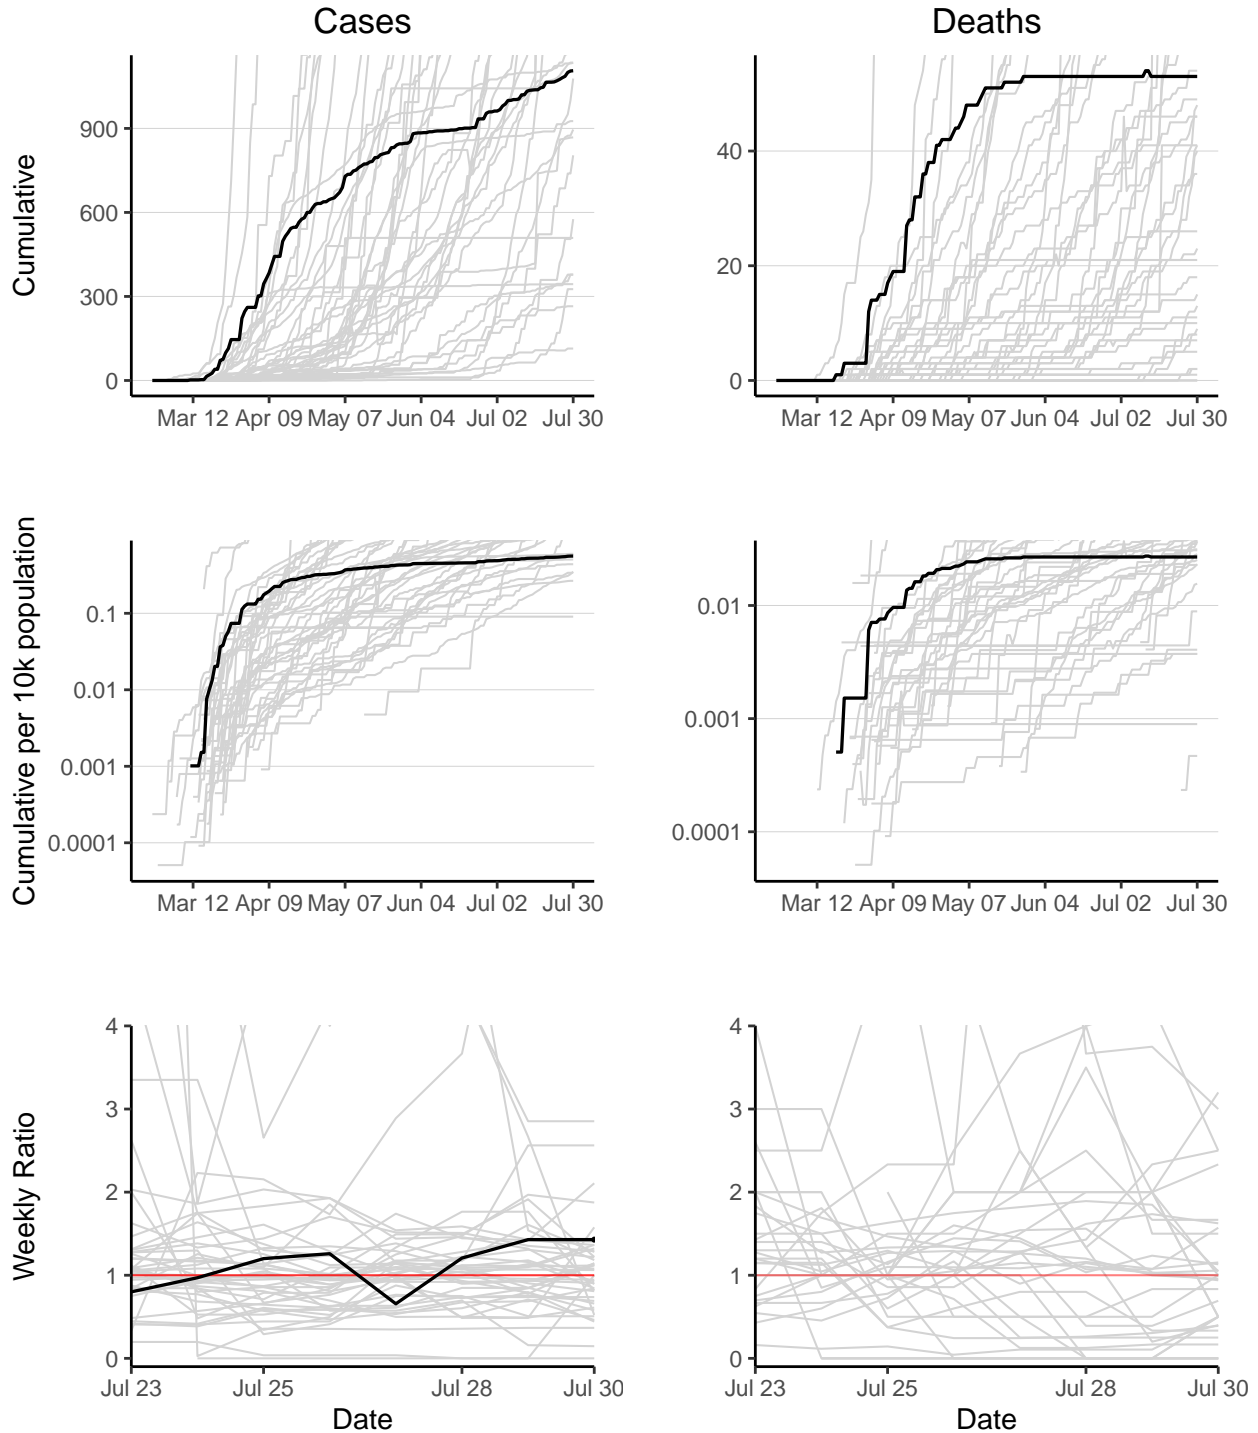 Cases
Deaths
Cumulative
900
600
300
0
Mar 12 Apr 09 May 07 Jun 04 Jul 02 Jul 30
40
20
0
Mar 12 Apr 09 May 07 Jun 04 Jul 02 Jul 30
Cumulative per 10k population
0.1
0.01
0.001
0.0001
Mar 12 Apr 09 May 07 Jun 04 Jul 02 Jul 30
0.01
0.001
0.0001
Mar 12 Apr 09 May 07 Jun 04 Jul 02 Jul 30
Weekly Ratio
4
3
2
1
0
Jul 23 Jul 25 Jul 28 Jul 30
Date
4
3
2
1
0
Jul 23 Jul 25 Jul 28 Jul 30
Date